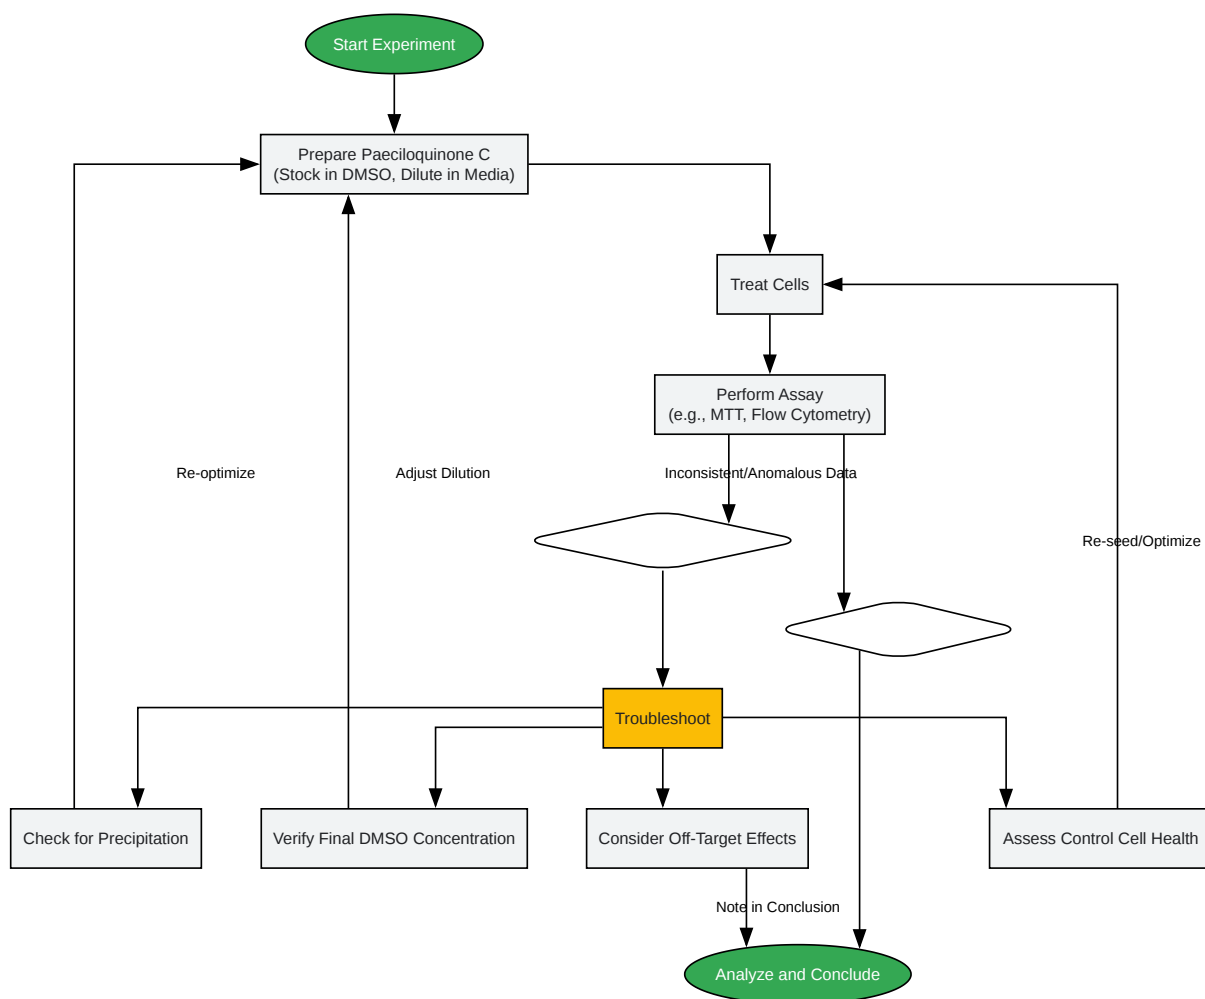 Start Experiment
Prepare Paeciloquinone C
(Stock in DMSO, Dilute in Media)
Treat Cells
Perform Assay
(e.g., MTT, Flow Cytometry)
Re-optimize
Adjust Dilution
Inconsistent/Anomalous Data
Re-seed/Optimize
Troubleshoot
Check for Precipitation
Verify Final DMSO Concentration
Consider Off-Target Effects
Assess Control Cell Health
Note in Conclusion
Analyze and Conclude